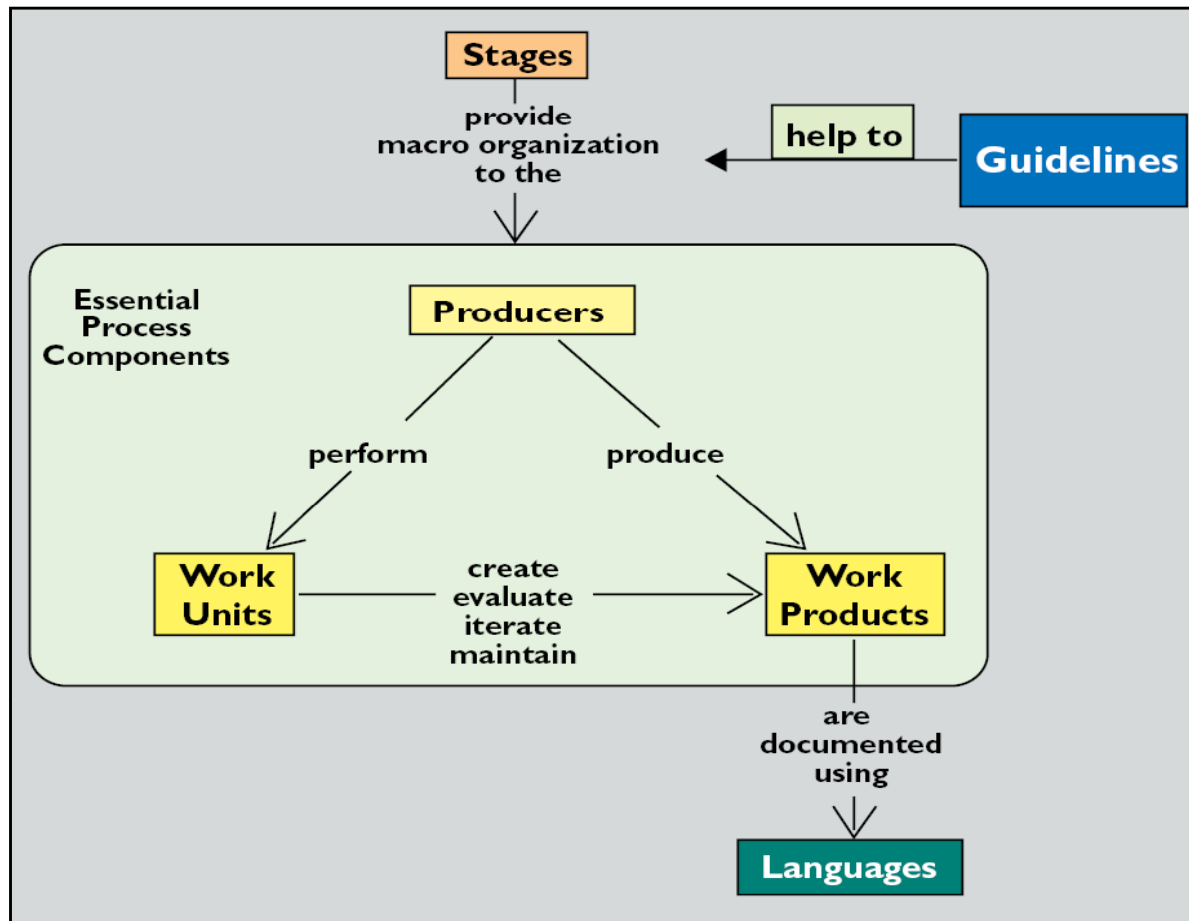 Stages
provide
macro organization
to the
help to
Guidelines
Essential
Process
Components
Producers
perform
produce
Work
Units
create
evaluate
iterate
maintain
Work
Products
are
documented
using
Languages